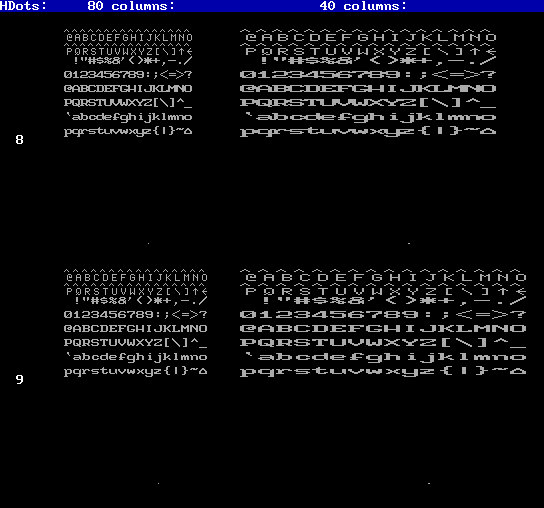 HDots: 80 columns: 40 columns:
@ABCDEFGHIJKLMNO @ABCDEFGHIJKLMNO
PQRSTUVWXYZ[\]↑← PQRSTUVWXYZ[\]↑←
!"#$%&'()*+,-./ !"#$%&'()*+,-./
0123456789:;<=>? 0123456789:;<=>?
@ABCDEFGHIJKLMNO @ABCDEFGHIJKLMNO
PQRSTUVWXYZ[\]^_ PQRSTUVWXYZ[\]^_
`abcdefghijklmno `abcdefghijklmno
pqrstuvwxyz{|}~Δ pqrstuvwxyz{|}~Δ
8
@ABCDEFGHIJKLMNO @ABCDEFGHIJKLMNO
PQRSTUVWXYZ[\]↑← PQRSTUVWXYZ[\]↑←
!"#$%&'()*+,-./ !"#$%&'()*+,-./
0123456789:;<=>? 0123456789:;<=>?
@ABCDEFGHIJKLMNO @ABCDEFGHIJKLMNO
PQRSTUVWXYZ[\]^_ PQRSTUVWXYZ[\]^_
`abcdefghijklmno `abcdefghijklmno
pqrstuvwxyz{|}~Δ pqrstuvwxyz{|}~Δ
9